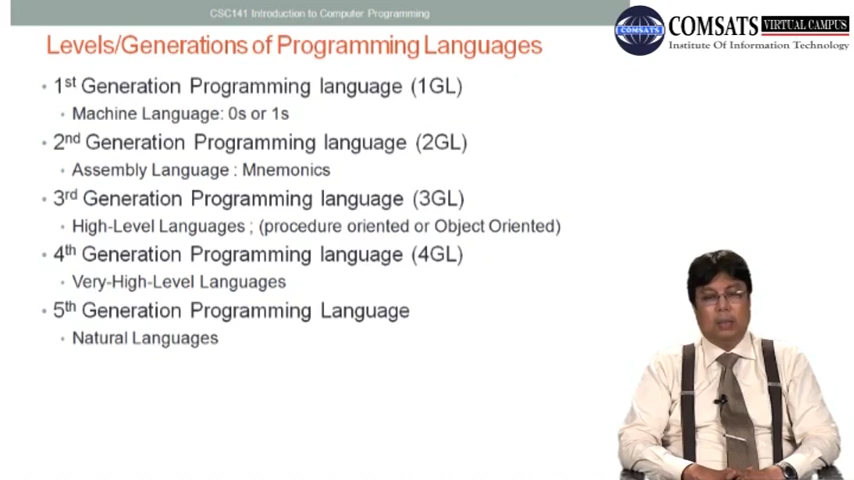 CSC141 Introduction to Computer Programming
Levels/Generations of Programming Languages
COMSATS VIRTUAL CAMPUS
Institute Of Information Technology
COMSATS
• 1st Generation Programming language (1GL)
• Machine Language: 0s or 1s
• 2nd Generation Programming language (2GL)
• Assembly Language : Mnemonics
• 3rd Generation Programming language (3GL)
• High-Level Languages ; (procedure oriented or Object Oriented)
• 4th Generation Programming language (4GL)
• Very-High-Level Languages
• 5th Generation Programming Language
• Natural Languages